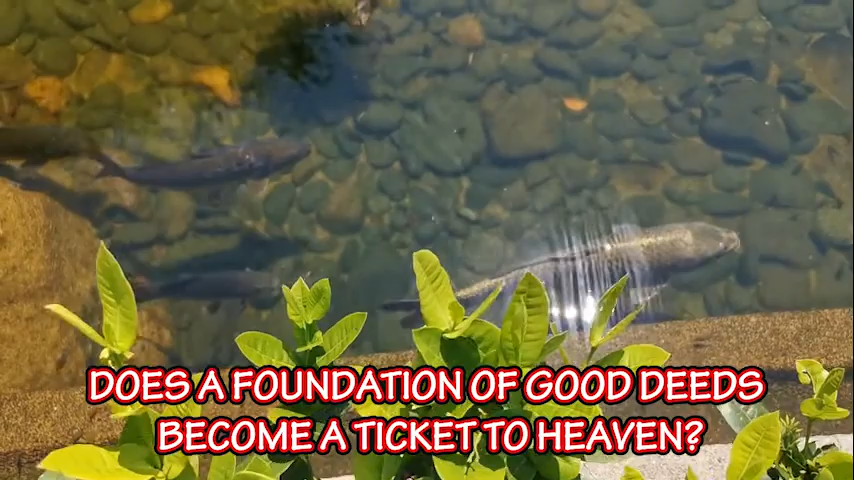 DOES A FOUNDATION OF GOOD DEEDS
BECOME A TICKET TO HEAVEN?